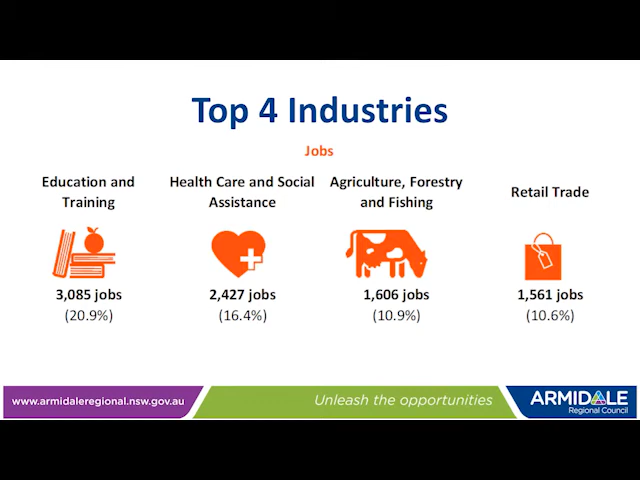 Top 4 Industries
Jobs
Education and
Training
3,085 jobs
(20.9%)
Health Care and Social
Assistance
2,427 jobs
(16.4%)
Agriculture, Forestry
and Fishing
1,606 jobs
(10.9%)
Retail Trade
1,561 jobs
(10.6%)
www.armidaleregional.nsw.gov.au
Unleash the opportunities
ARMIDALE
Regional Council